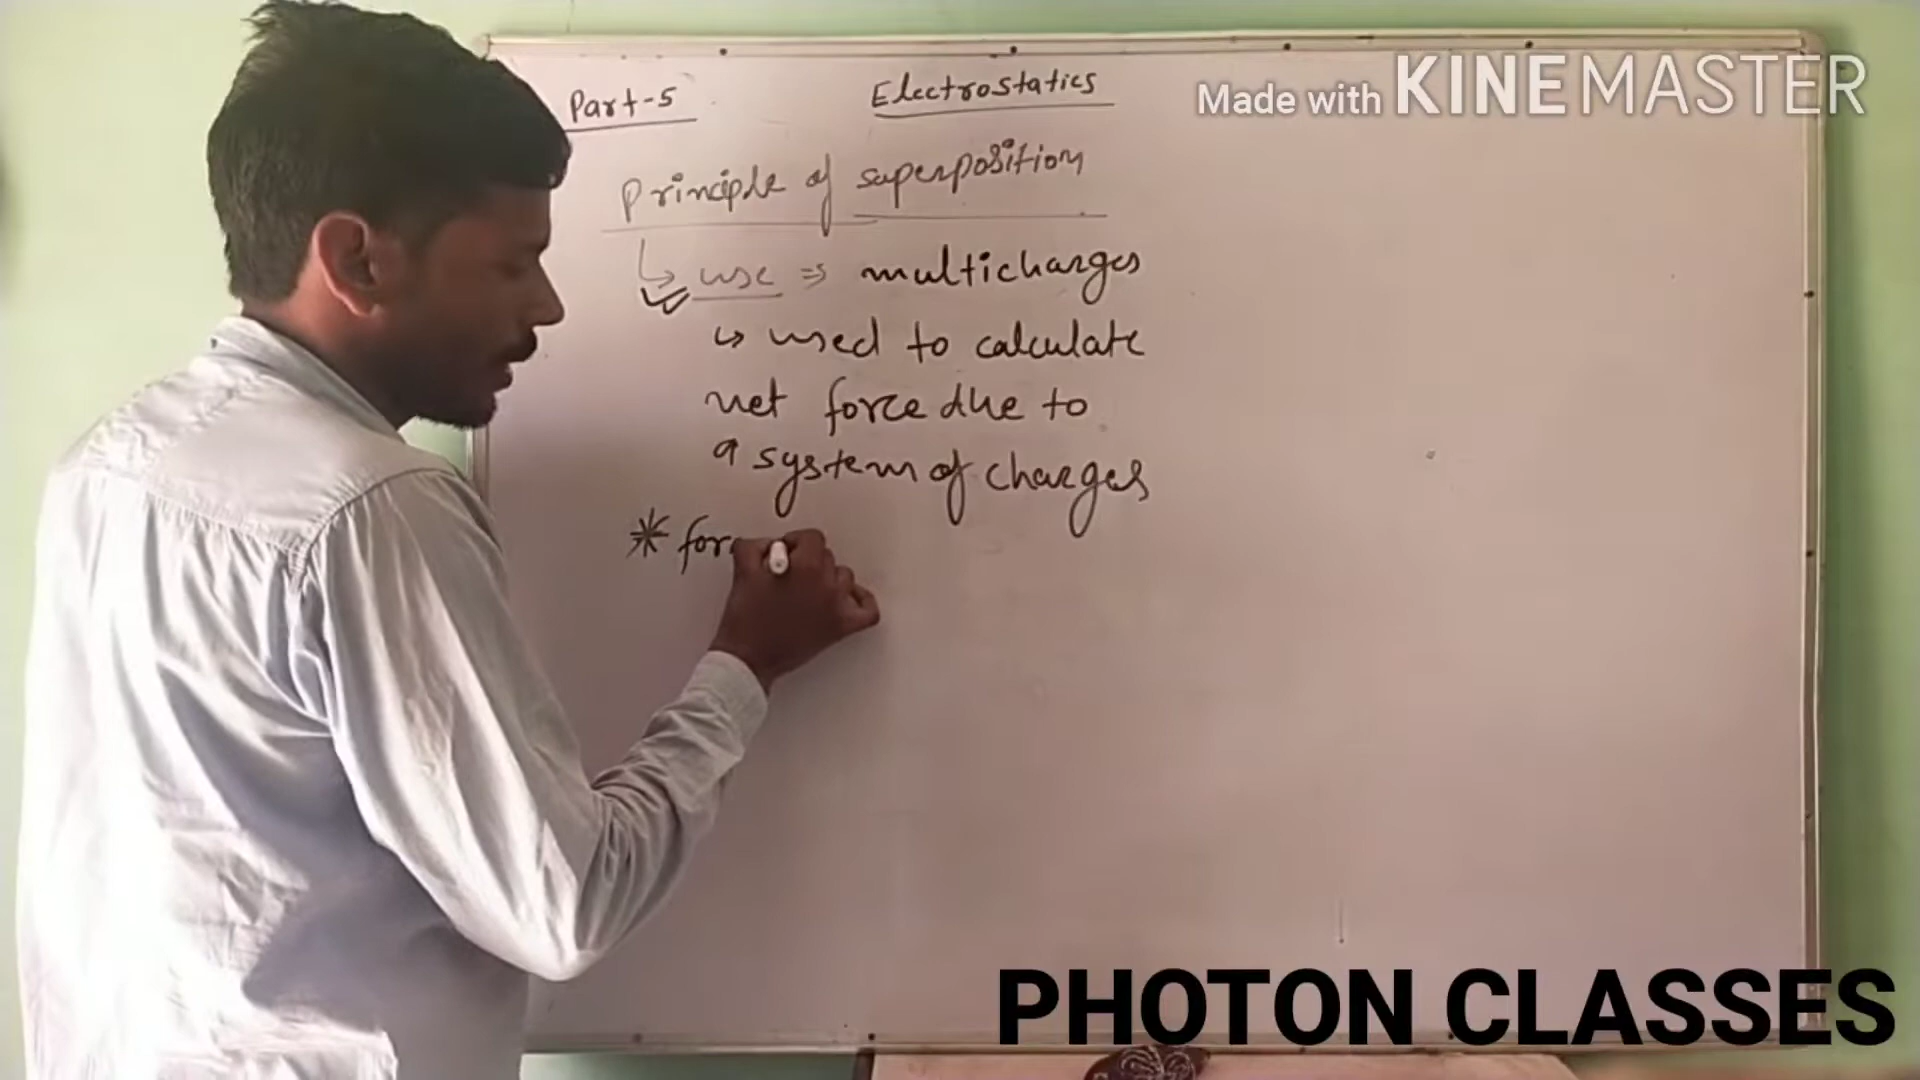 Part-5
Electrostatics
Made with KINEMASTER
Principle of superposition
↳ use ⇒ multicharges
↳ used to calculate
net force due to
a system of charges
* for
PHOTON CLASSES